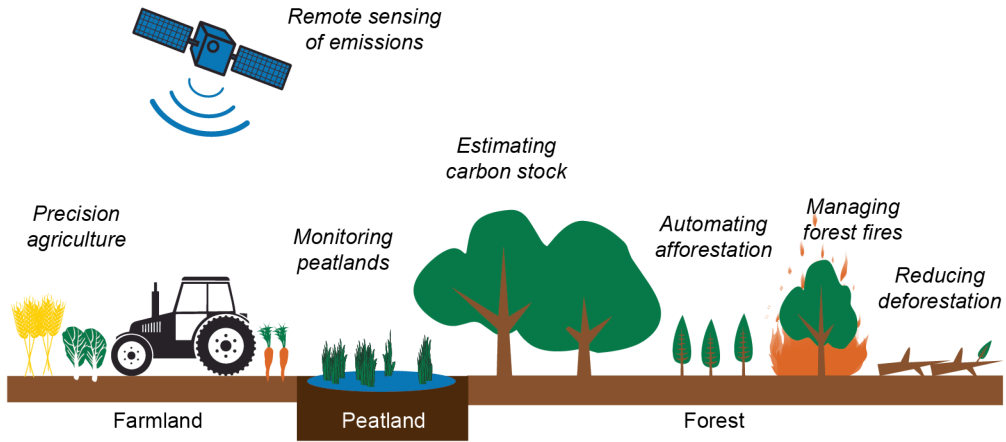 Remote sensing
of emissions
Estimating
carbon stock
Precision
agriculture
Monitoring
peatlands
Automating
afforestation
Managing
forest fires
Reducing
deforestation
Farmland
Peatland
Forest